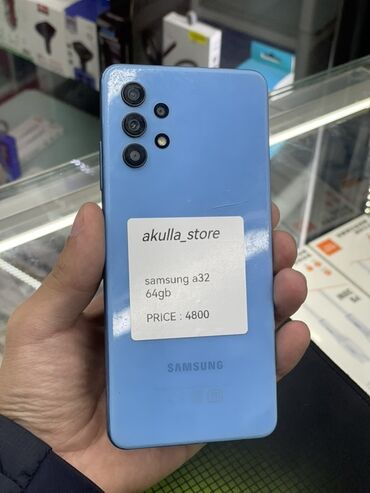 akulla_store
samsung a32
64gb
PRICE : 4800
SAMSUNG